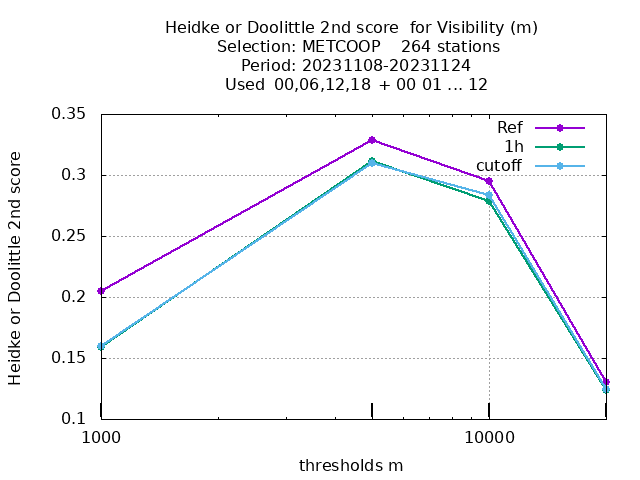 Heidke or Doolittle 2nd score  for Visibility (m)
Selection: METCOOP    264 stations
Period: 20231108-20231124
Used  00,06,12,18  + 00 01 ... 12
Heidke or Doolittle 2nd score
0.35
0.3
0.25
0.2
0.15
0.1
Ref
1h
cutoff
1000
10000
thresholds m